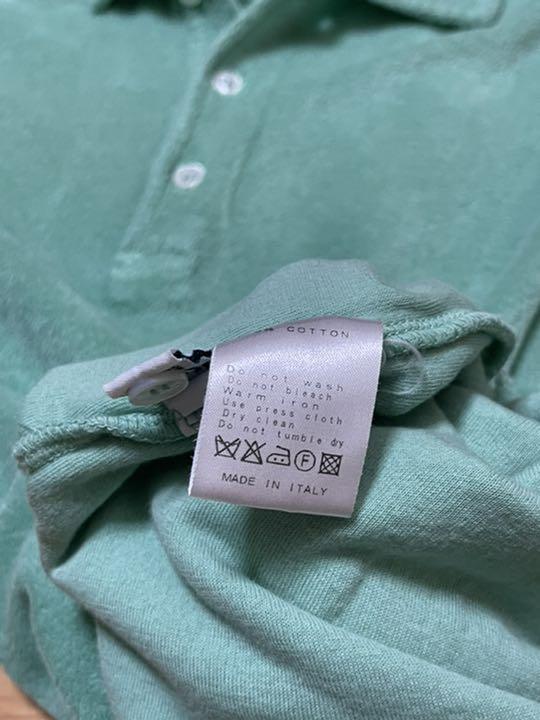 COTTON
Do not wash
Do not bleach
Warm iron
Use press cloth
Dry clean
Do not tumble dry
F
MADE IN ITALY